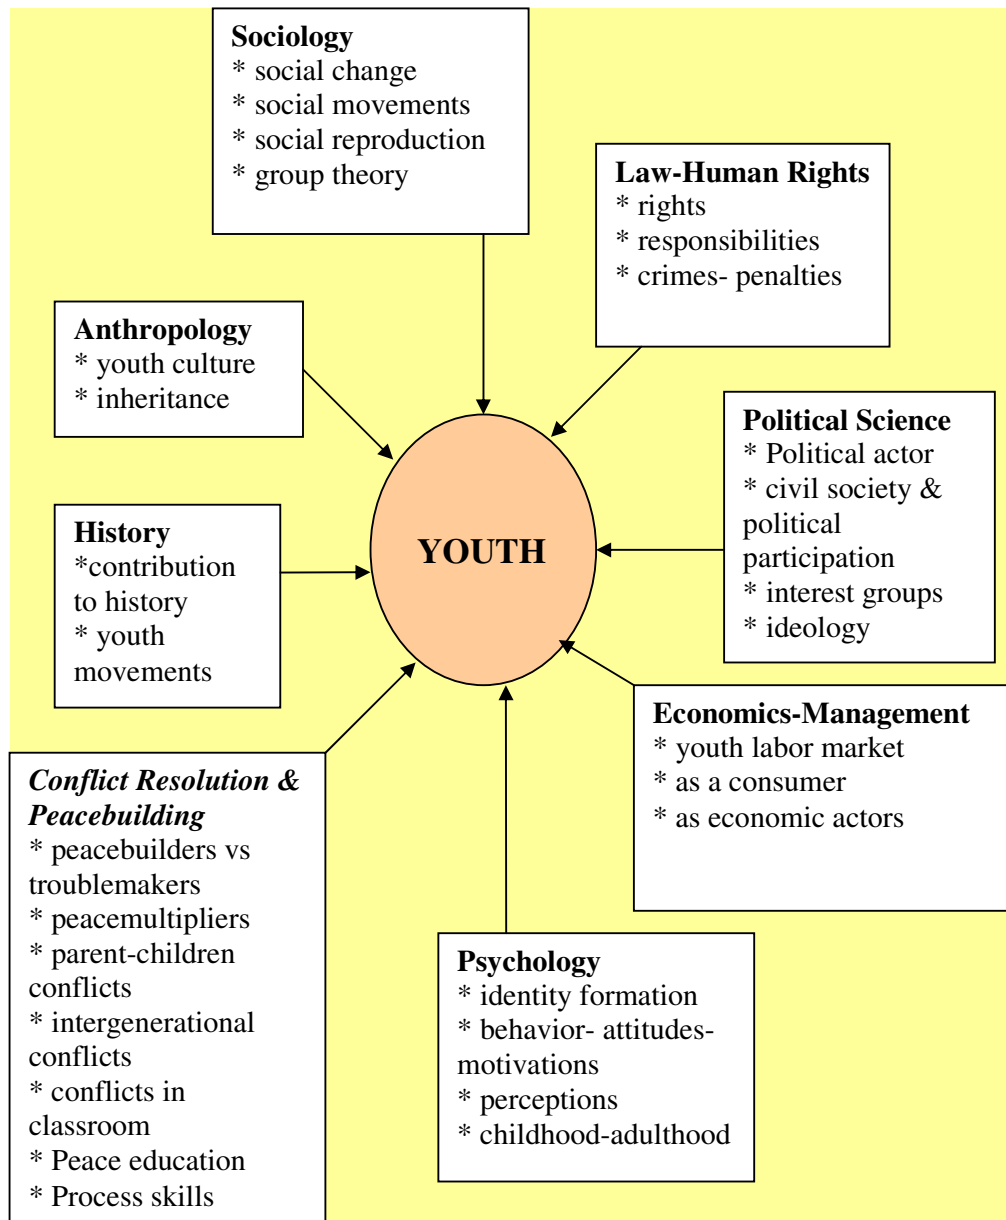 Sociology
* social change
* social movements
* social reproduction
* group theory
Law-Human Rights
* rights
* responsibilities
* crimes- penalties
Anthropology
* youth culture
* inheritance
Political Science
* Political actor
* civil society &
political
participation
* interest groups
* ideology
History
*contribution
to history
* youth
movements
YOUTH
Economics-Management
* youth labor market
* as a consumer
* as economic actors
Conflict Resolution &
Peacebuilding
* peacebuilders vs
troublemakers
* peacemultipliers
* parent-children
conflicts
* intergenerational
conflicts
* conflicts in
classroom
* Peace education
* Process skills
Psychology
* identity formation
* behavior- attitudes-
motivations
* perceptions
* childhood-adulthood